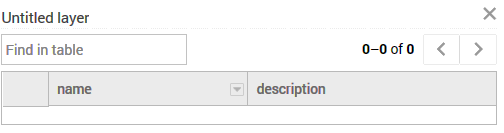 Untitled layer
Find in table
0–0 of 0
name
description